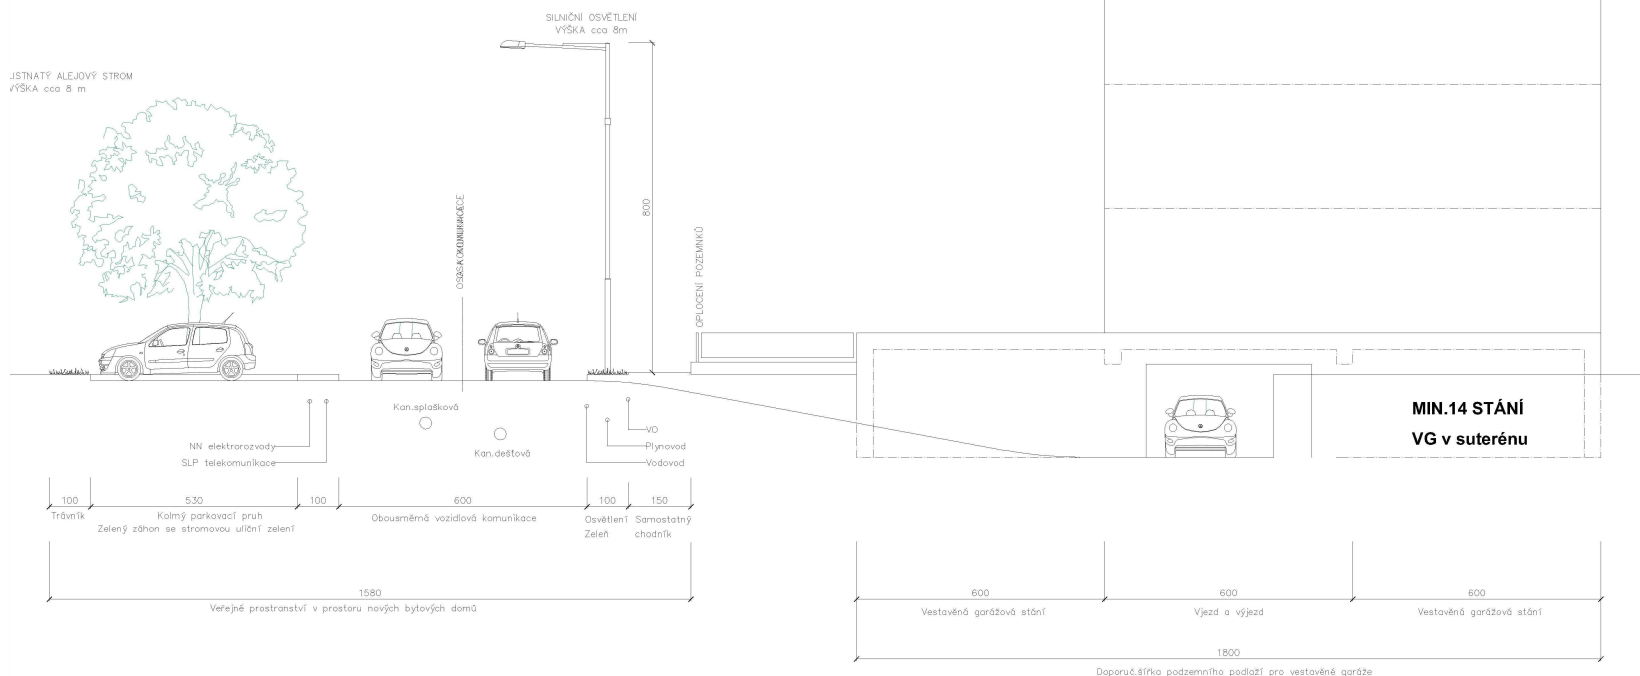 SILNIČNÍ OSVĚTLENÍ
VÝŠKA cca 8m
LISTNATÝ ALEJOVÝ STROM
VÝŠKA cca 8 m
800
OPLOCENÍ POZEMNKŮ
MIN.14 STÁNÍ
VG v suterénu
Kan.splašková
Kan.dešťová
NN elektrorozvody
SLP telekomunikace
VO
Plynovod
Vodovod
100
530
100
600
100
150
Trávník
Kolmý parkovací pruh
Zelený záhon se stromovou uliční zelení
Obousměrná vozidlová komunikace
Osvětlení
Zeleň
Samostatný
chodník
1580
Veřejné prostranství v prostoru nových bytových domů
600
600
600
Vestavěná garážová stání
Vjezd a výjezd
Vestavěná garážová stání
1800
Doporuč.šířka podzemního podlaží pro vestavěné garáže